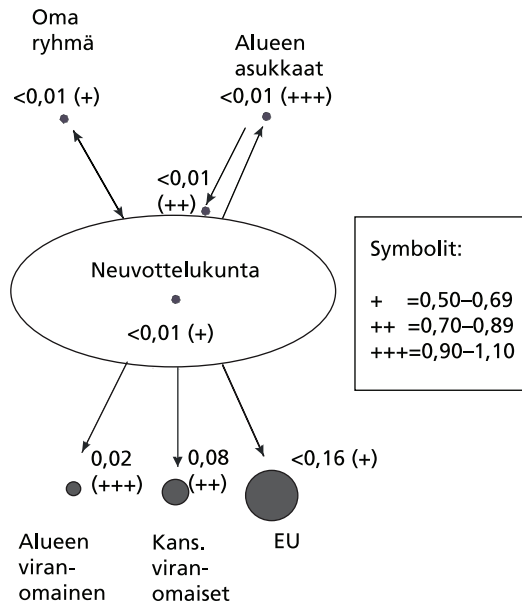 Oma
ryhmä
<0,01 (+)
Alueen
asukkaat
<0,01 (+++)
<0,01
(++)
Neuvottelukunta
<0,01 (+)
Symbolit:
+ =0,50–0,69
++ =0,70–0,89
+++=0,90–1,10
0,02
(+++)
0,08
(++)
<0,16 (+)
Alueen
viran-
omainen
Kans.
viran-
omaiset
EU